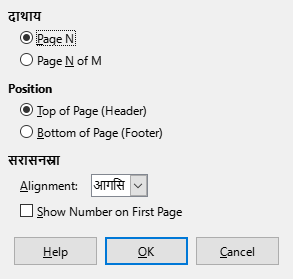 दाथाय
Page N
Page N of M
Position
Top of Page (Header)
Bottom of Page (Footer)
सरासनस्रा
Alignment: आगसि
Show Number on First Page
Help OK Cancel